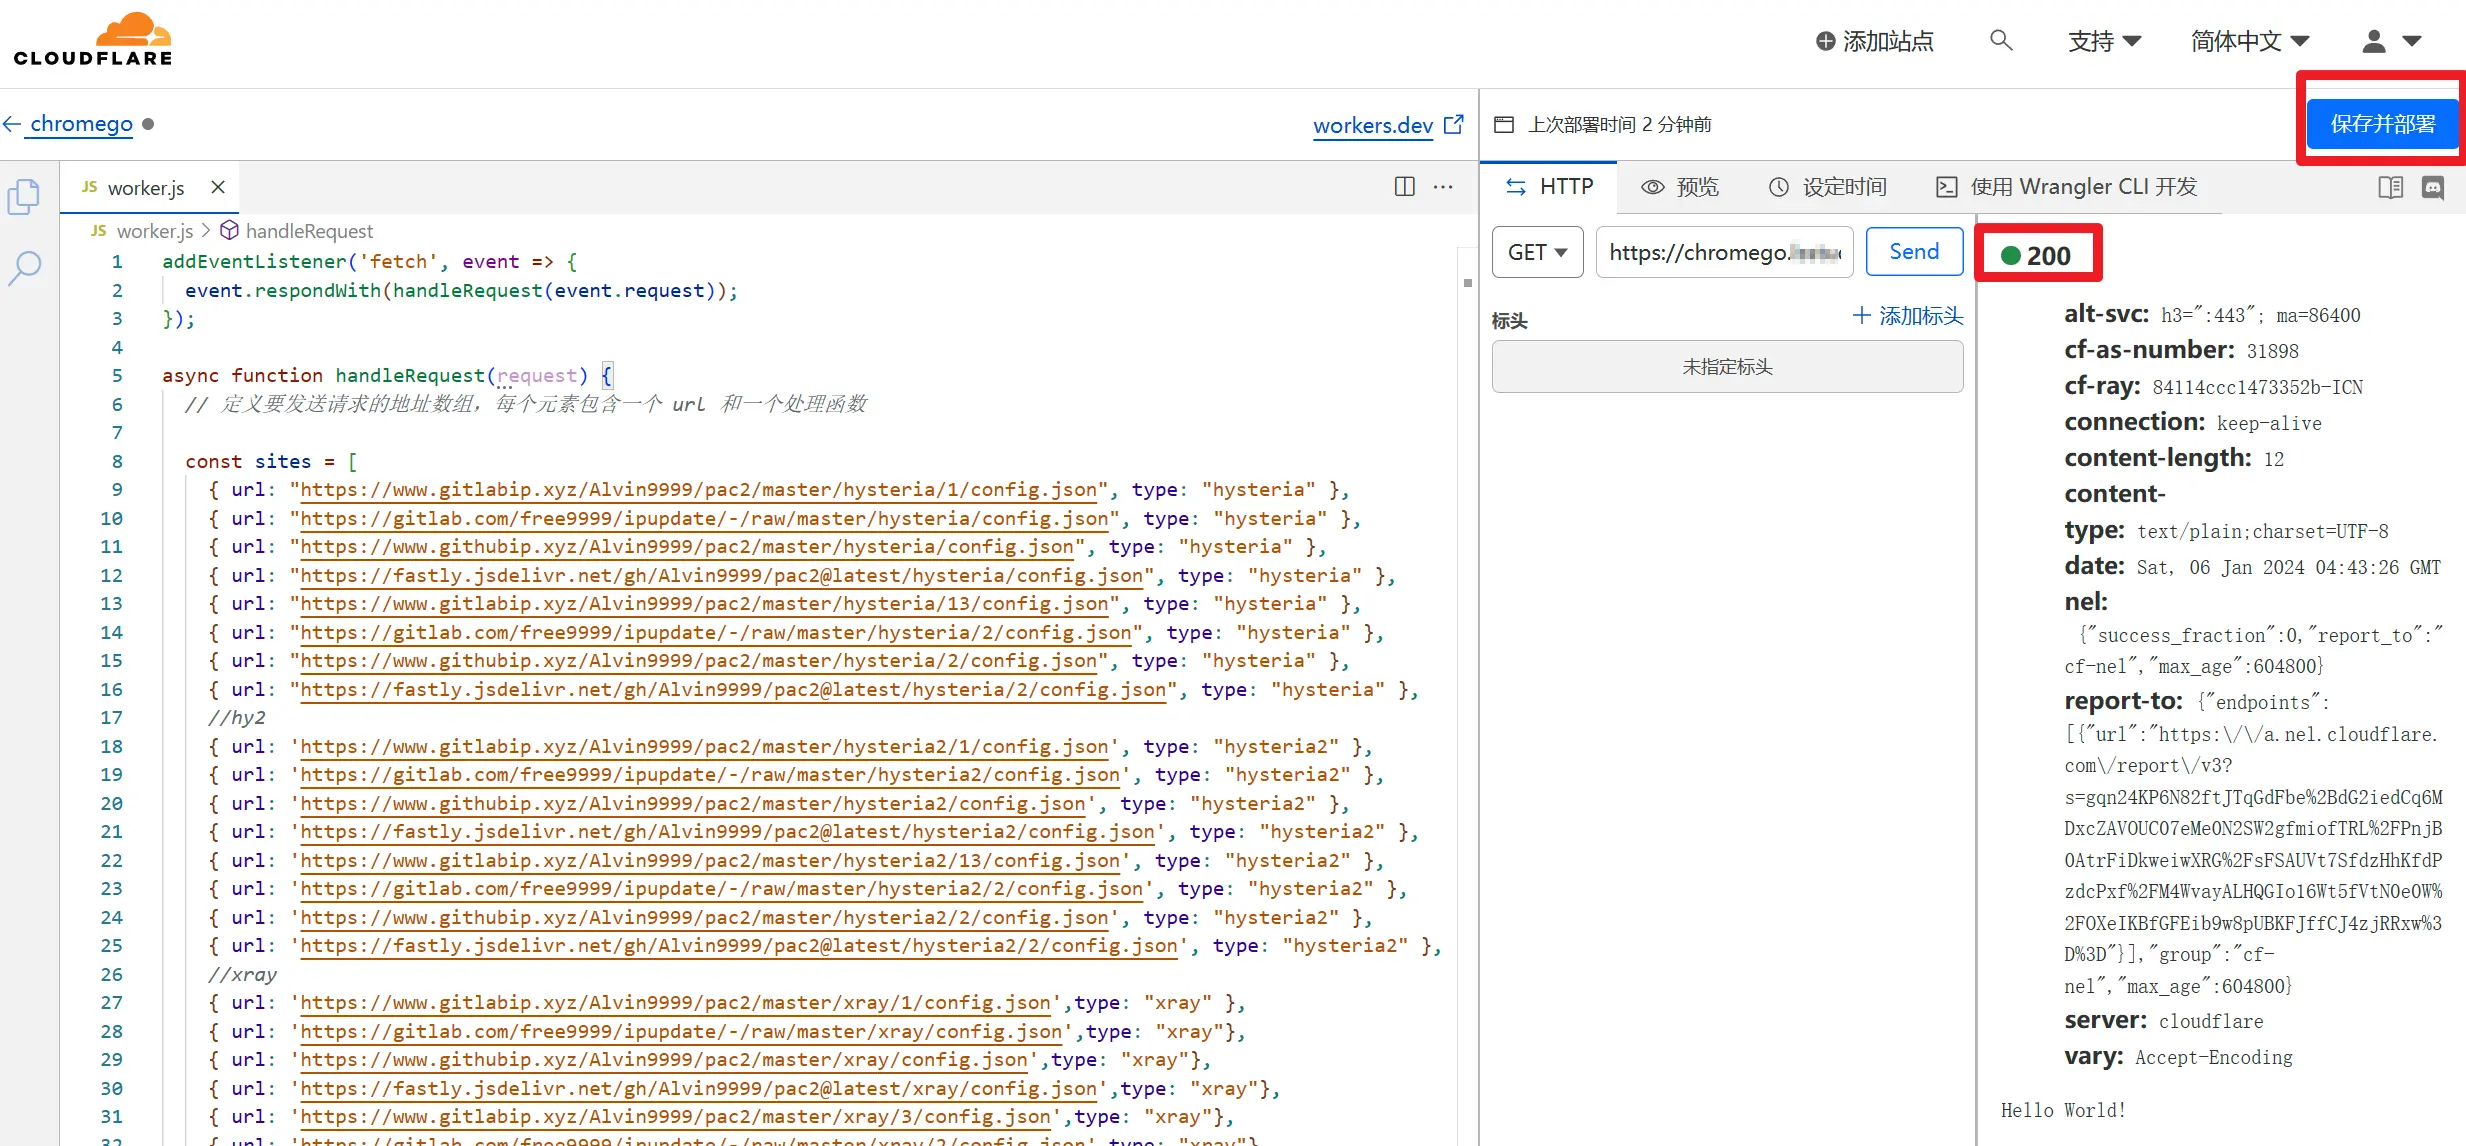 CLOUDFLARE
添加站点
支持
简体中文
chromego
workers.dev
上次部署时间 2 分钟前
保存并部署
JS worker.js
HTTP
预览
设定时间
使用 Wrangler CLI 开发
JS worker.js > handleRequest
1 addEventListener('fetch', event => {
2 event.respondWith(handleRequest(event.request));
3 });
4
5 async function handleRequest(request) {
6 // 定义要发送请求的地址数组，每个元素包含一个 url 和一个处理函数
7
8 const sites = [
9 { url: "https://www.gitlabip.xyz/Alvin9999/pac2/master/hysteria/1/config.json", type: "hysteria" },
10 { url: "https://gitlab.com/free9999/ipupdate/-/raw/master/hysteria/config.json", type: "hysteria" },
11 { url: "https://www.githubip.xyz/Alvin9999/pac2/master/hysteria/config.json", type: "hysteria" },
12 { url: "https://fastly.jsdelivr.net/gh/Alvin9999/pac2@latest/hysteria/config.json", type: "hysteria" },
13 { url: "https://www.gitlabip.xyz/Alvin9999/pac2/master/hysteria/13/config.json", type: "hysteria" },
14 { url: "https://gitlab.com/free9999/ipupdate/-/raw/master/hysteria/2/config.json", type: "hysteria" },
15 { url: "https://www.githubip.xyz/Alvin9999/pac2/master/hysteria/2/config.json", type: "hysteria" },
16 { url: "https://fastly.jsdelivr.net/gh/Alvin9999/pac2@latest/hysteria/2/config.json", type: "hysteria" },
17 //hy2
18 { url: 'https://www.gitlabip.xyz/Alvin9999/pac2/master/hysteria2/1/config.json', type: "hysteria2" },
19 { url: 'https://gitlab.com/free9999/ipupdate/-/raw/master/hysteria2/config.json', type: "hysteria2" },
20 { url: 'https://www.githubip.xyz/Alvin9999/pac2/master/hysteria2/config.json', type: "hysteria2" },
21 { url: 'https://fastly.jsdelivr.net/gh/Alvin9999/pac2@latest/hysteria2/config.json', type: "hysteria2" },
22 { url: 'https://www.gitlabip.xyz/Alvin9999/pac2/master/hysteria2/13/config.json', type: "hysteria2" },
23 { url: 'https://gitlab.com/free9999/ipupdate/-/raw/master/hysteria2/2/config.json', type: "hysteria2" },
24 { url: 'https://www.githubip.xyz/Alvin9999/pac2/master/hysteria2/2/config.json', type: "hysteria2" },
25 { url: 'https://fastly.jsdelivr.net/gh/Alvin9999/pac2@latest/hysteria2/2/config.json', type: "hysteria2" },
26 //xray
27 { url: 'https://www.gitlabip.xyz/Alvin9999/pac2/master/xray/1/config.json',type: "xray" },
28 { url: 'https://gitlab.com/free9999/ipupdate/-/raw/master/xray/config.json',type: "xray"},
29 { url: 'https://www.githubip.xyz/Alvin9999/pac2/master/xray/config.json',type: "xray"},
30 { url: 'https://fastly.jsdelivr.net/gh/Alvin9999/pac2@latest/xray/config.json',type: "xray"},
31 { url: 'https://www.gitlabip.xyz/Alvin9999/pac2/master/xray/3/config.json',type: "xray"},
32 { url: 'https://gitlab.com/free9999/ipupdate/-/raw/master/xray/2/config.json',type: "xray"}
GET
https://chromego.
Send
标头
添加标头
未指定标头
200
alt-svc: h3=":443"; ma=86400
cf-as-number: 31898
cf-ray: 84114ccc1473352b-ICN
connection: keep-alive
content-length: 12
content-
type: text/plain;charset=UTF-8
date: Sat, 06 Jan 2024 04:43:26 GMT
nel:
{"success_fraction":0,"report_to":"
cf-nel","max_age":604800}
report-to: {"endpoints":
[{"url":"https:\/\/a.nel.cloudflare.
com\/report\/v3?
s=gqn24KP6N82ftJTqGdFbe%2BdG2iedCq6M
DxcZAVOUC07eMeON2SW2gfmiofTRL%2FPnjB
0AtrFiDkweiwXRG%2FsFSAUVt7SfdzHhKfdP
zdcPxf%2FM4WvayALHQGIo16Wt5fVtN0e0W%
2FOXeIKBfGFEib9w8pUBKFJffCJ4zjRRxw%3
D%3D"}],"group":"cf-
nel","max_age":604800}
server: cloudflare
vary: Accept-Encoding
Hello World!